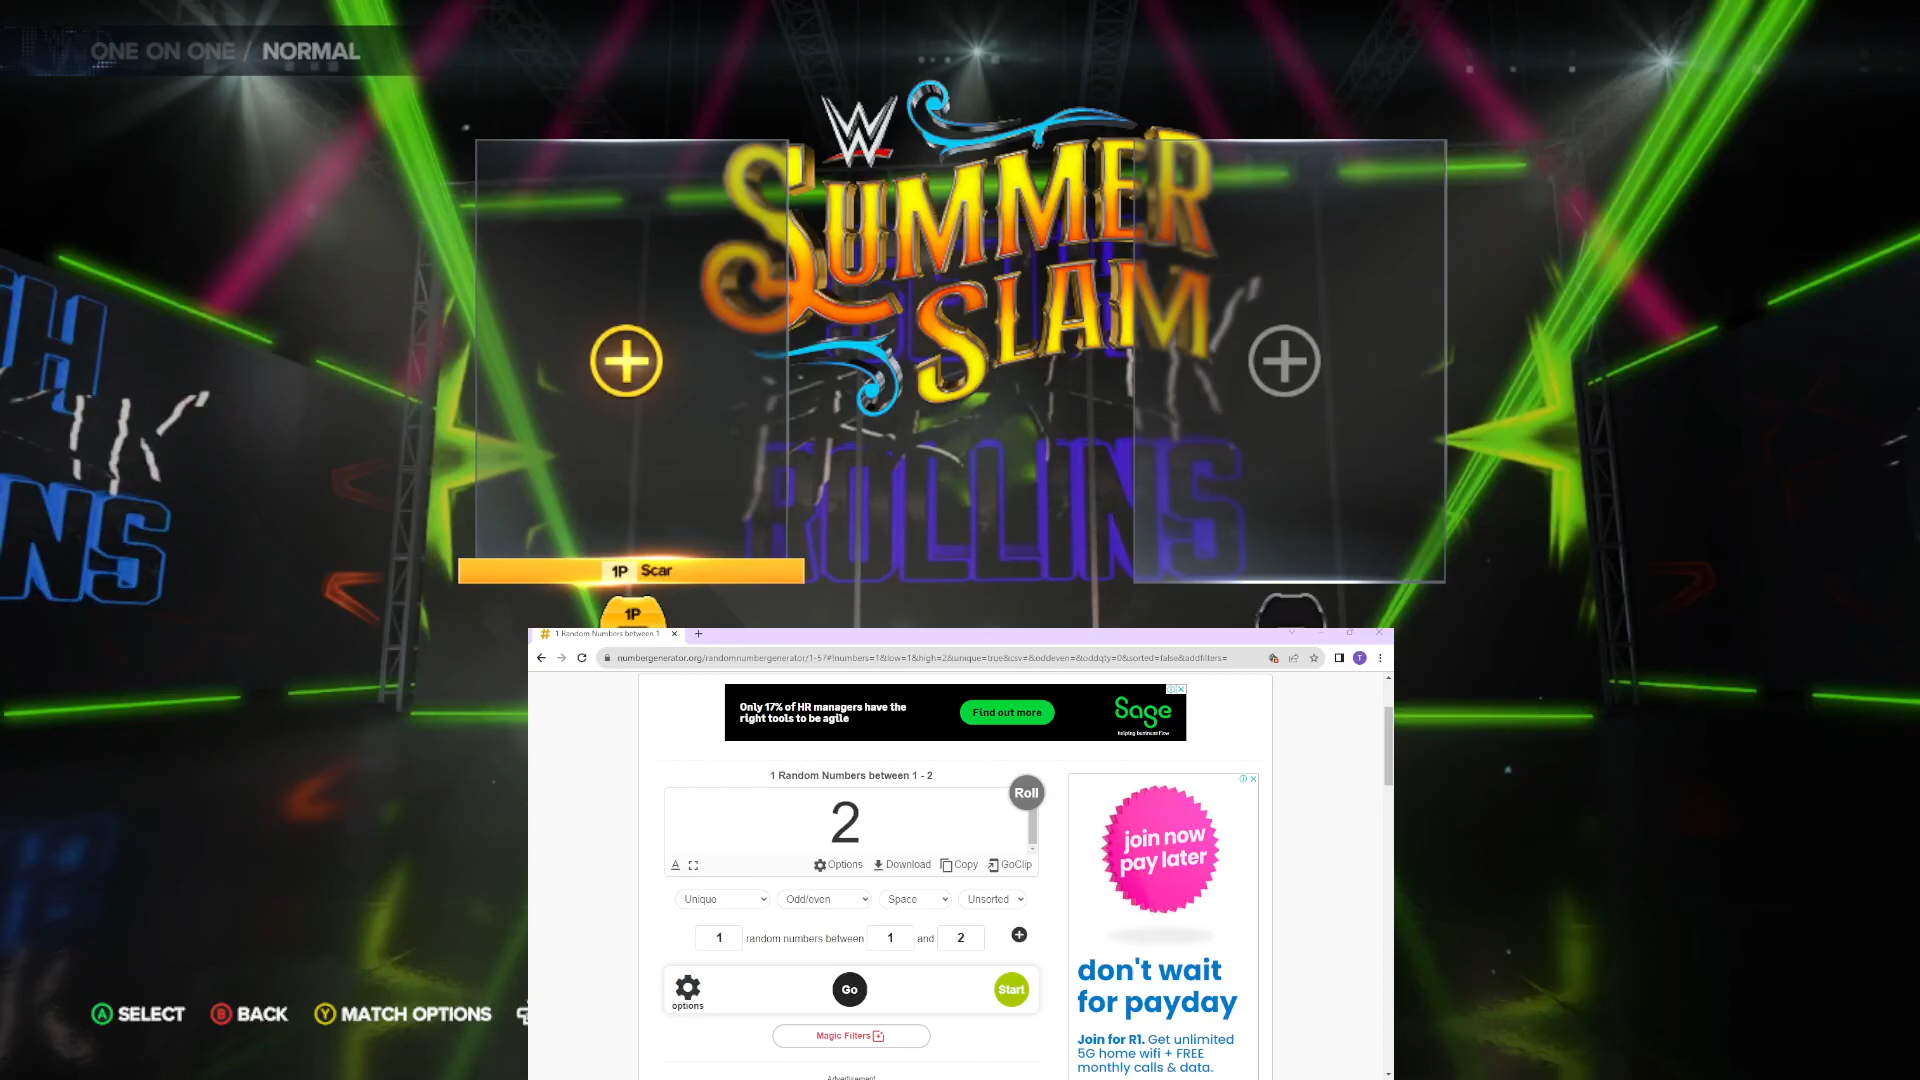 ONE ON ONE / NORMAL
W
SUMMER
SLAM
ROLLINS
1P Scar
1P
# 1 Random Numbers between 1
numbergenerator.org/randomnumbergenerator/1-57#!numbers=1&low=1&high=2&unique=true&csv=&oddeven=&oddqty=0&sorted=false&addfilters=
T
Only 17% of HR managers have the
right tools to be agile
Find out more
Sage
helping business flow
1 Random Numbers between 1 - 2
Roll
2
A
Options
Download
Copy
GoClip
Unique
Odd/even
Space
Unsorted
1 random numbers between 1 and 2
options
Go
Start
Magic Filters
Advertisement
join now
pay later
don't wait
for payday
Join for R1. Get unlimited
5G home wifi + FREE
monthly calls & data.
A SELECT
B BACK
Y MATCH OPTIONS